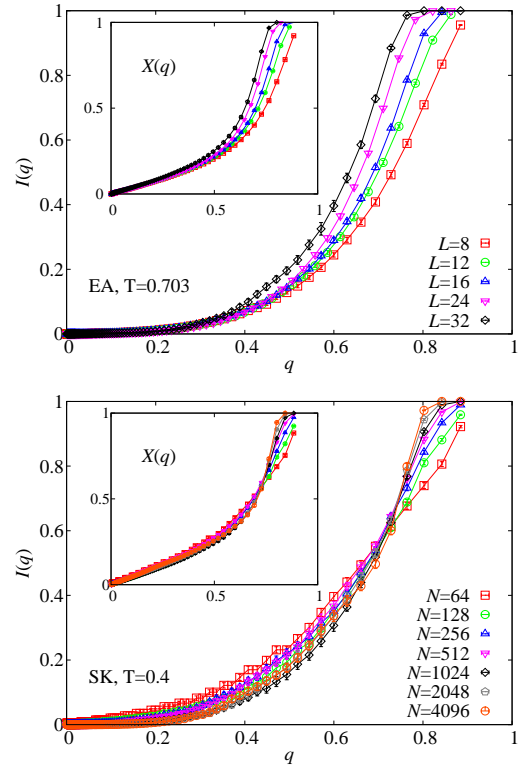 1
0.8
0.6
0.4
0.2
0
0 0.2 0.4 0.6 0.8 1
I(q)
q
1
0.5
0
0 0.5 1
X(q)
EA, T=0.703
L=8
L=12
L=16
L=24
L=32
1
0.8
0.6
0.4
0.2
0
0 0.2 0.4 0.6 0.8 1
I(q)
q
1
0.5
0
0 0.5 1
X(q)
SK, T=0.4
N=64
N=128
N=256
N=512
N=1024
N=2048
N=4096